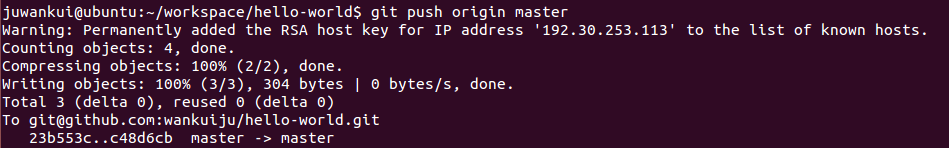 juwankui@ubuntu:~/workspace/hello-world$ git push origin master
Warning: Permanently added the RSA host key for IP address '192.30.253.113' to the list of known hosts.
Counting objects: 4, done.
Compressing objects: 100% (2/2), done.
Writing objects: 100% (3/3), 304 bytes | 0 bytes/s, done.
Total 3 (delta 0), reused 0 (delta 0)
To git@github.com:wankuiju/hello-world.git
   23b553c..c48d6cb  master -> master